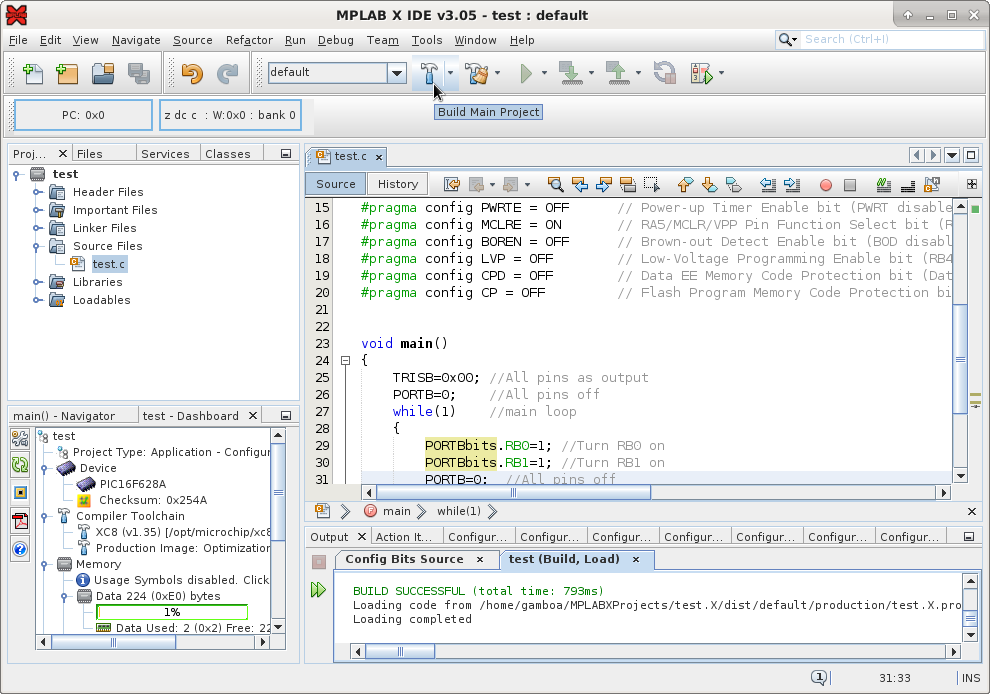 MPLAB X IDE v3.05 - test : default
File Edit View Navigate Source Refactor Run Debug Team Tools Window Help
Search (Ctrl+I)
default
PC: 0x0
z dc c : W:0x0 : bank 0
Build Main Project
Proj... Files Services Classes
test
Header Files
Important Files
Linker Files
Source Files
test.c
Libraries
Loadables
test.c
Source History
15 #pragma config PWRTE = OFF // Power-up Timer Enable bit (PWRT disable
16 #pragma config MCLRE = ON // RA5/MCLR/VPP Pin Function Select bit (R
17 #pragma config BOREN = OFF // Brown-out Detect Enable bit (BOD disabl
18 #pragma config LVP = OFF // Low-Voltage Programming Enable bit (RB4
19 #pragma config CPD = OFF // Data EE Memory Code Protection bit (Dat
20 #pragma config CP = OFF // Flash Program Memory Code Protection bi
21
22
23 void main()
24 {
25 TRISB=0x00; //All pins as output
26 PORTB=0; //All pins off
27 while(1) //main loop
28 {
29 PORTBbits.RB0=1; //Turn RB0 on
30 PORTBbits.RB1=1; //Turn RB1 on
31 PORTB=0; //All pins off
main while(1)
main() - Navigator test - Dashboard
test
Project Type: Application - Configur
Device
PIC16F628A
Checksum: 0x254A
Compiler Toolchain
XC8 (v1.35) [/opt/microchip/xc8
Production Image: Optimization
Memory
Usage Symbols disabled. Click
Data 224 (0xE0) bytes
1%
Data Used: 2 (0x2) Free: 22
Output Action It... Configur... Configur... Configur... Configur... Configur... Configur... Configur...
Config Bits Source test (Build, Load)
BUILD SUCCESSFUL (total time: 793ms)
Loading code from /home/gamboa/MPLABXProjects/test.X/dist/default/production/test.X.pro
Loading completed
1 31:33 INS